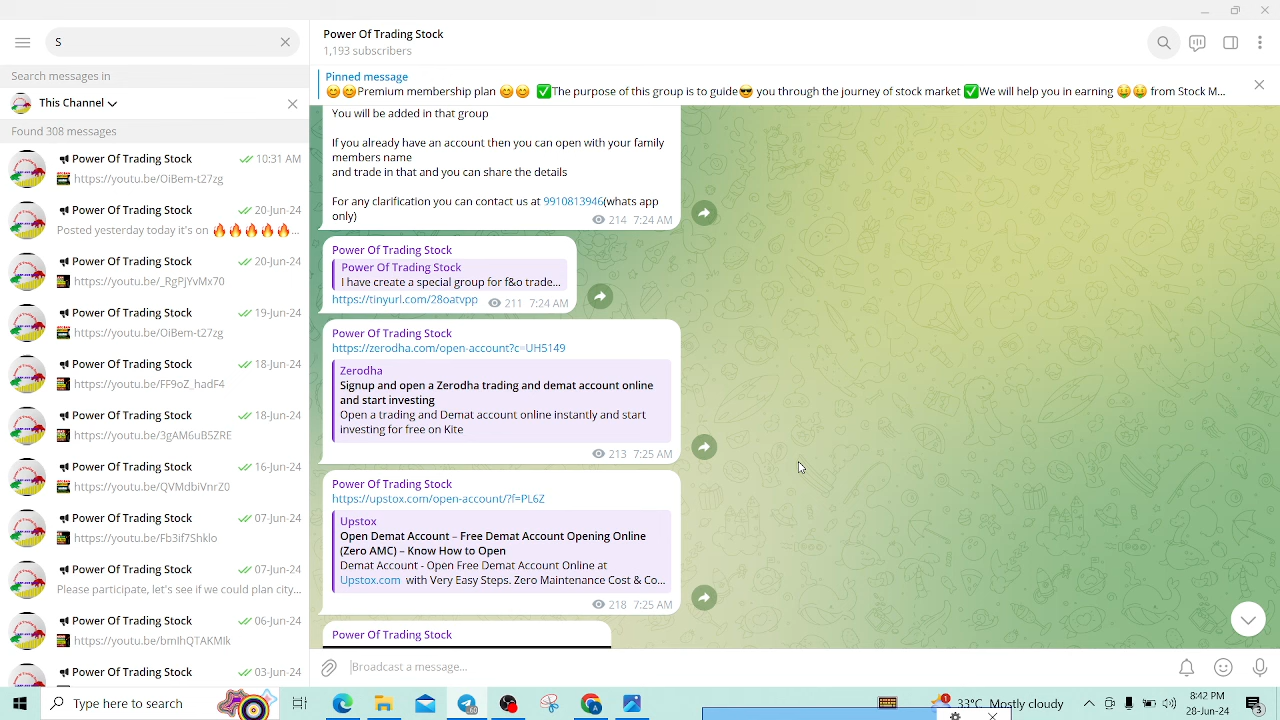 S
Search messages in
This Channel
Found 308 messages
Power Of Trading Stock
10:31 AM
https://youtu.be/OiBem-t27zg
Power Of Trading Stock
20-Jun-24
Posted yesterday today it's on 🔥🔥🔥🔥🔥...
Power Of Trading Stock
20-Jun-24
https://youtu.be/_RgPJYvMx70
Power Of Trading Stock
19-Jun-24
https://youtu.be/OiBem-t27zg
Power Of Trading Stock
18-Jun-24
https://youtu.be/FF9oZ_hadF4
Power Of Trading Stock
18-Jun-24
https://youtu.be/3gAM6uB5ZRE
Power Of Trading Stock
16-Jun-24
https://youtu.be/QVMdbiVnrZ0
Power Of Trading Stock
07-Jun-24
https://youtu.be/Fb3if7Shklo
Power Of Trading Stock
07-Jun-24
Please participate, let's see if we could plan city...
Power Of Trading Stock
06-Jun-24
https://youtu.be/bmIhQTAKMlk
Power Of Trading Stock
03-Jun-24
Power Of Trading Stock
1,193 subscribers
Pinned message
😊😊Premium membership plan 😊😊 ✅The purpose of this group is to guide😎 you through the journey of stock market ✅We will help you in earning 🤑🤑 from Stock M...
You will be added in that group
If you already have an account then you can open with your family
members name
and trade in that and you can share the details
For any clarification you can contact us at 9910813946(whats app
only)
214 7:24 AM
Power Of Trading Stock
Power Of Trading Stock
I have create a special group for f&o trade...
https://tinyurl.com/28oatvpp
211 7:24 AM
Power Of Trading Stock
https://zerodha.com/open-account?c=UH5149
Zerodha
Signup and open a Zerodha trading and demat account online
and start investing
Open a trading and Demat account online instantly and start
investing for free on Kite
213 7:25 AM
Power Of Trading Stock
https://upstox.com/open-account/?f=PL6Z
Upstox
Open Demat Account – Free Demat Account Opening Online
(Zero AMC) – Know How to Open
Demat Account - Open Free Demat Account Online at
Upstox.com with Very Easy Steps. Zero Maintenance Cost & Co...
218 7:25 AM
Power Of Trading Stock
Broadcast a message...
Type here to search
33°C Mostly cloudy
8:42 PM
28-Jun-24
3